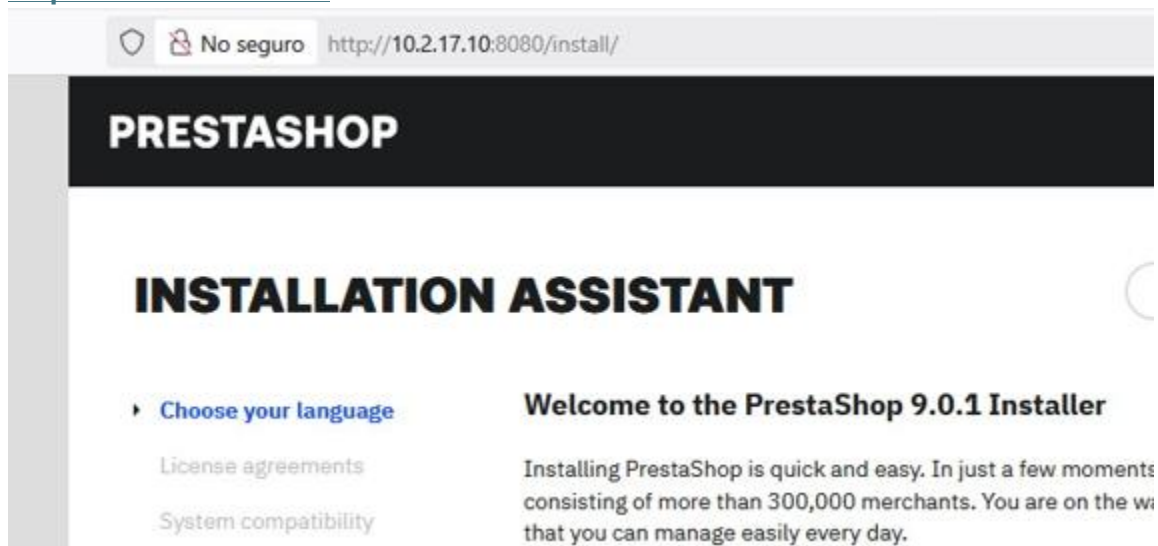 No seguro http://10.2.17.10:8080/install/
PRESTASHOP
INSTALLATION ASSISTANT
Choose your language
Welcome to the PrestaShop 9.0.1 Installer
License agreements
Installing PrestaShop is quick and easy. In just a few moments
consisting of more than 300,000 merchants. You are on the
System compatibility
that you can manage easily every day.